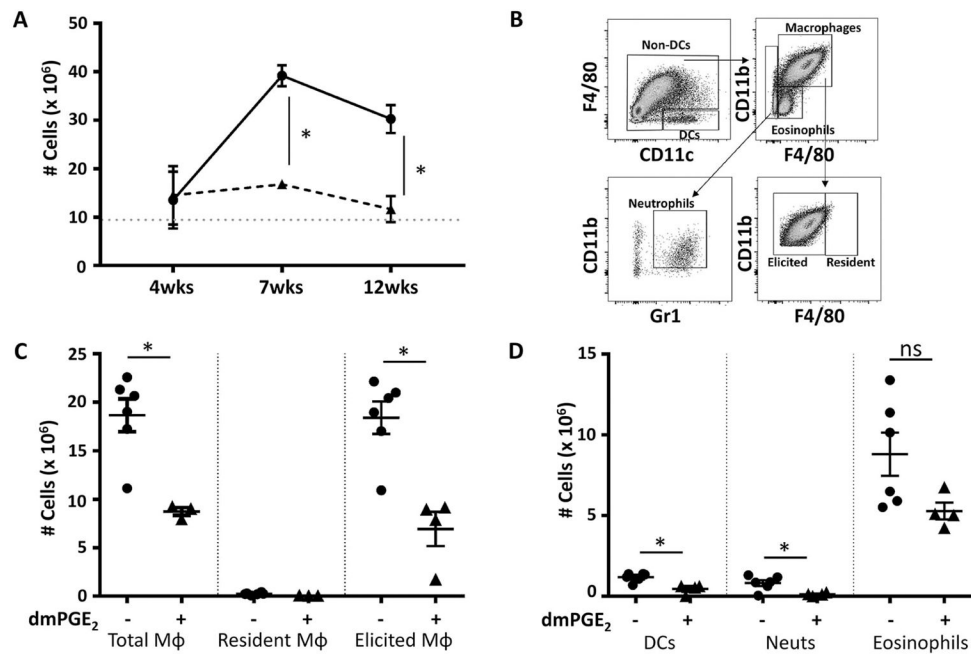 A
# Cells (x 10⁶)
50
40
30
20
10
0
*
*
4wks
7wks
12wks
B
Non-DCs
DCs
F4/80
CD11c
Macrophages
Eosinophils
CD11b
F4/80
Neutrophils
CD11b
Gr1
Elicited
Resident
CD11b
F4/80
C
# Cells (x 10⁶)
25
20
15
10
5
0
*
*
dmPGE₂ - + - + - +
Total Mϕ Resident Mϕ Elicited Mϕ
D
# Cells (x 10⁶)
15
10
5
0
*
*
ns
dmPGE₂ - + - + - +
DCs Neuts Eosinophils